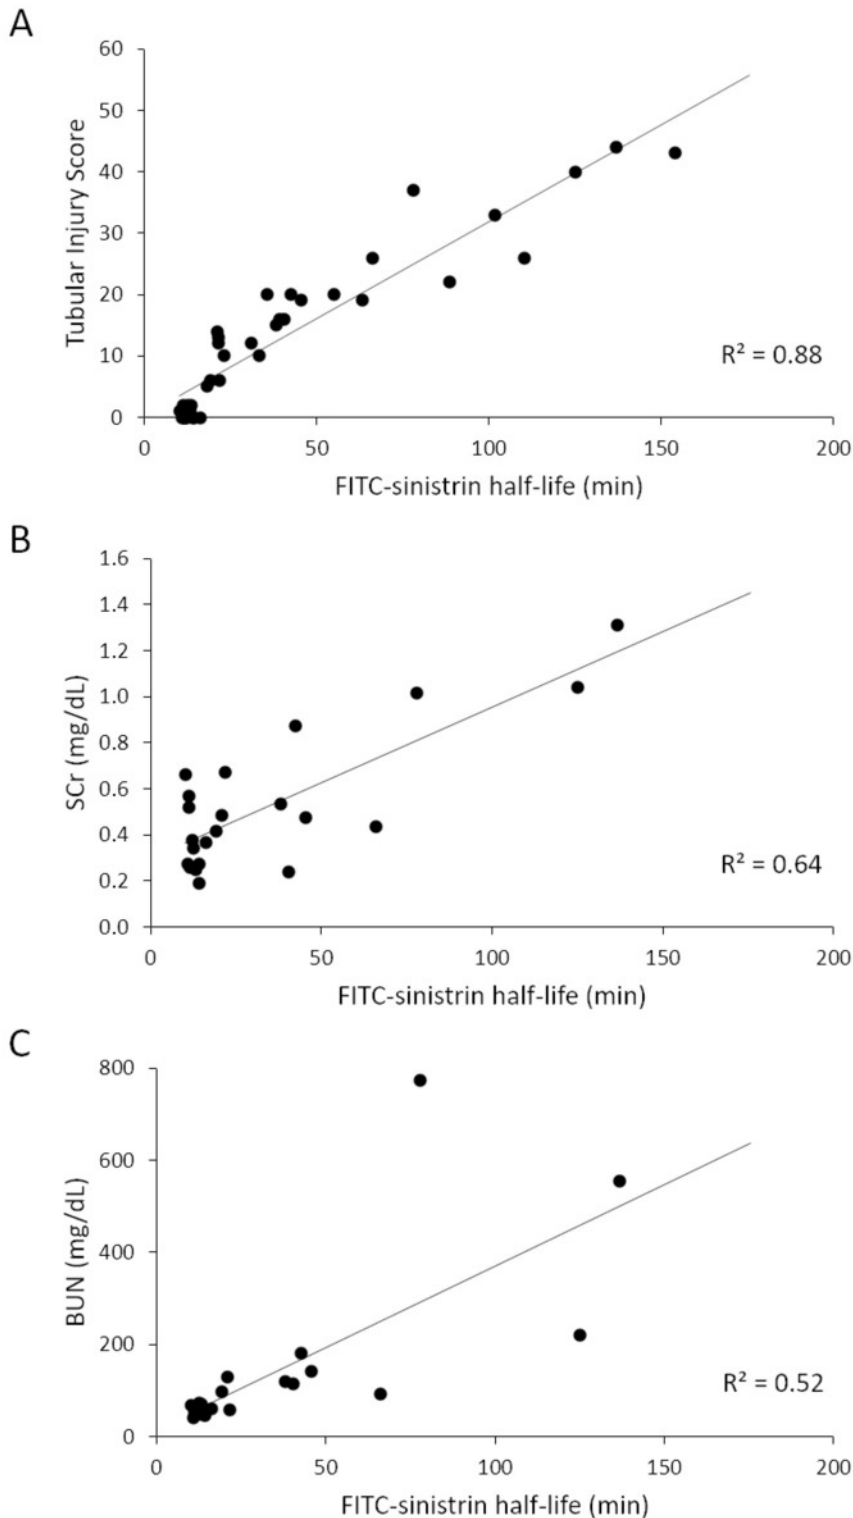 A
60
50
40
30
20
10
0
Tubular Injury Score
R² = 0.88
0 50 100 150 200
FITC-sinistrin half-life (min)
B
1.6
1.4
1.2
1.0
0.8
0.6
0.4
0.2
0.0
SCr (mg/dL)
R² = 0.64
0 50 100 150 200
FITC-sinistrin half-life (min)
C
800
600
400
200
0
BUN (mg/dL)
R² = 0.52
0 50 100 150 200
FITC-sinistrin half-life (min)